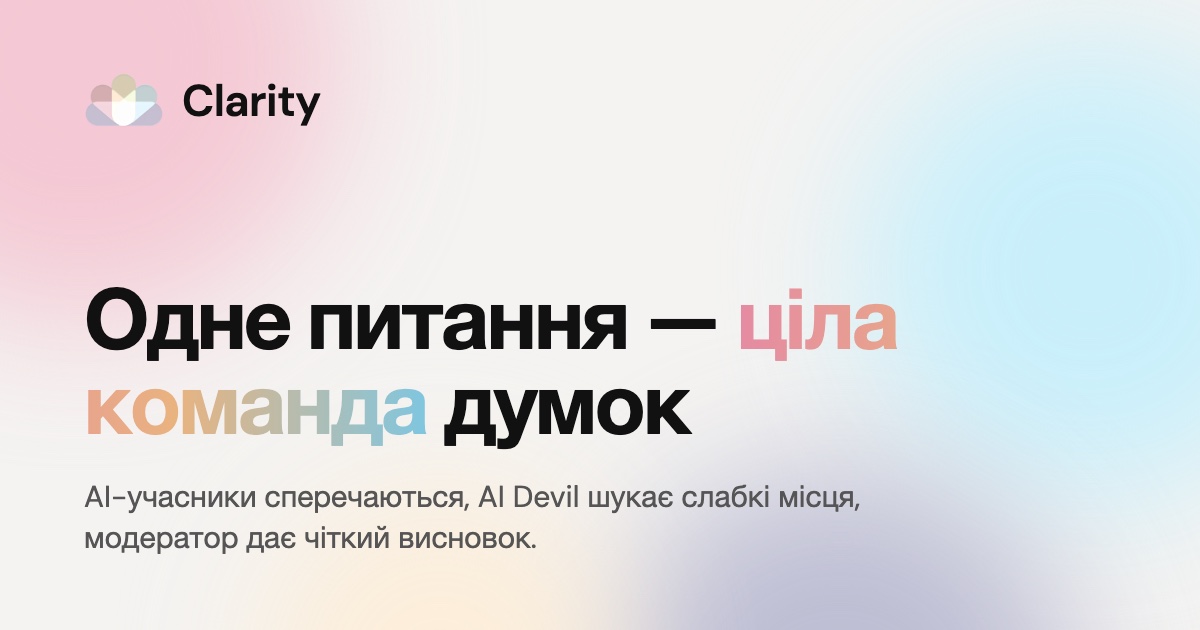 Clarity
Одне питання — ціла
команда думок
AI-учасники сперечаються, AI Devil шукає слабкі місця,
модератор дає чіткий висновок.